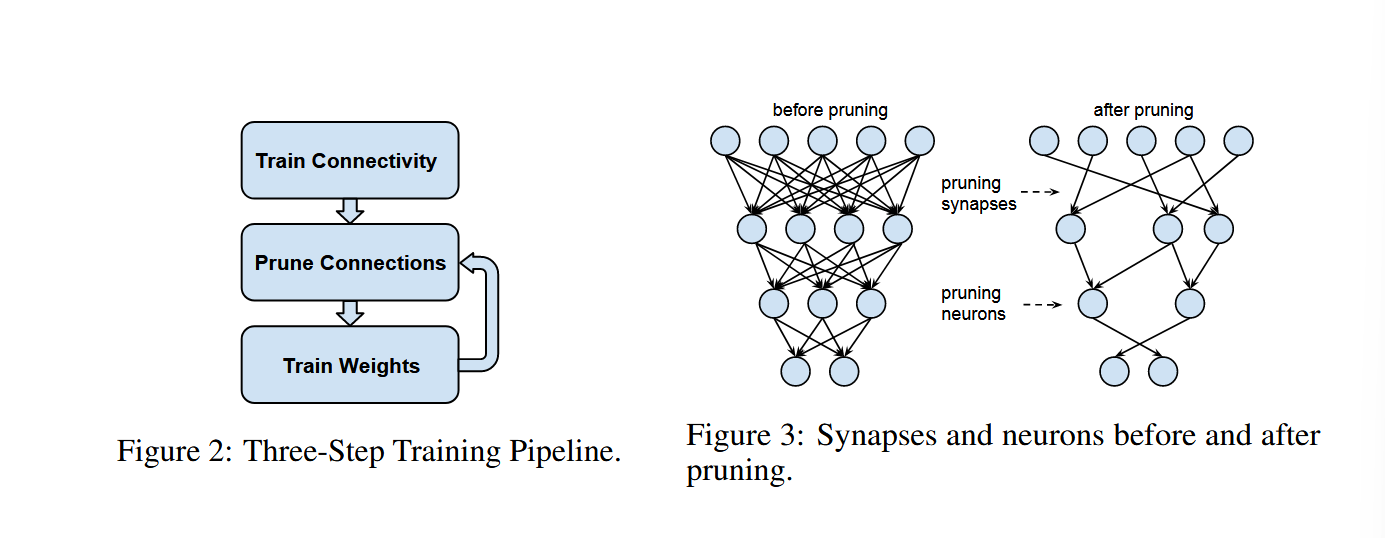 Train Connectivity
Prune Connections
Train Weights
Figure 2: Three-Step Training Pipeline.
before pruning
after pruning
pruning
synapses
pruning
neurons
Figure 3: Synapses and neurons before and after
pruning.